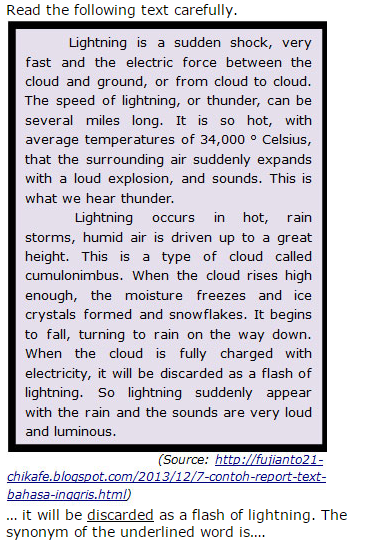 Read the following text carefully.
Lightning is a sudden shock, very
fast and the electric force between the
cloud and ground, or from cloud to cloud.
The speed of lightning, or thunder, can be
several miles long. It is so hot, with
average temperatures of 34,000 ° Celsius,
that the surrounding air suddenly expands
with a loud explosion, and sounds. This is
what we hear thunder.
Lightning occurs in hot, rain
storms, humid air is driven up to a great
height. This is a type of cloud called
cumulonimbus. When the cloud rises high
enough, the moisture freezes and ice
crystals formed and snowflakes. It begins
to fall, turning to rain on the way down.
When the cloud is fully charged with
electricity, it will be discarded as a flash of
lightning. So lightning suddenly appear
with the rain and the sounds are very loud
and luminous.
(Source: http://fujianto21-
chikafe.blogspot.com/2013/12/7-contoh-report-text-
bahasa-inggris.html)
... it will be discarded as a flash of lightning. The
synonym of the underlined word is....